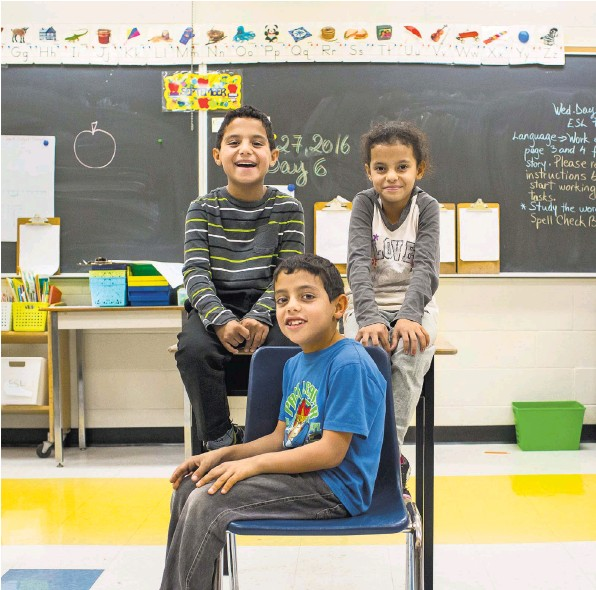 Gg Hh Ii Jj Kk Ll Mm Nn Oo Pp Qq Rr Ss Tt Uu Vv Ww Xx Yy Zz
SEPTEMBER
27, 2016
Day 6
Wed. Day
ESL
Language → Work
page 3 and 4
story. Please
instructions
start working
tasks.
* Study the wor
Spell Check B
LOVE